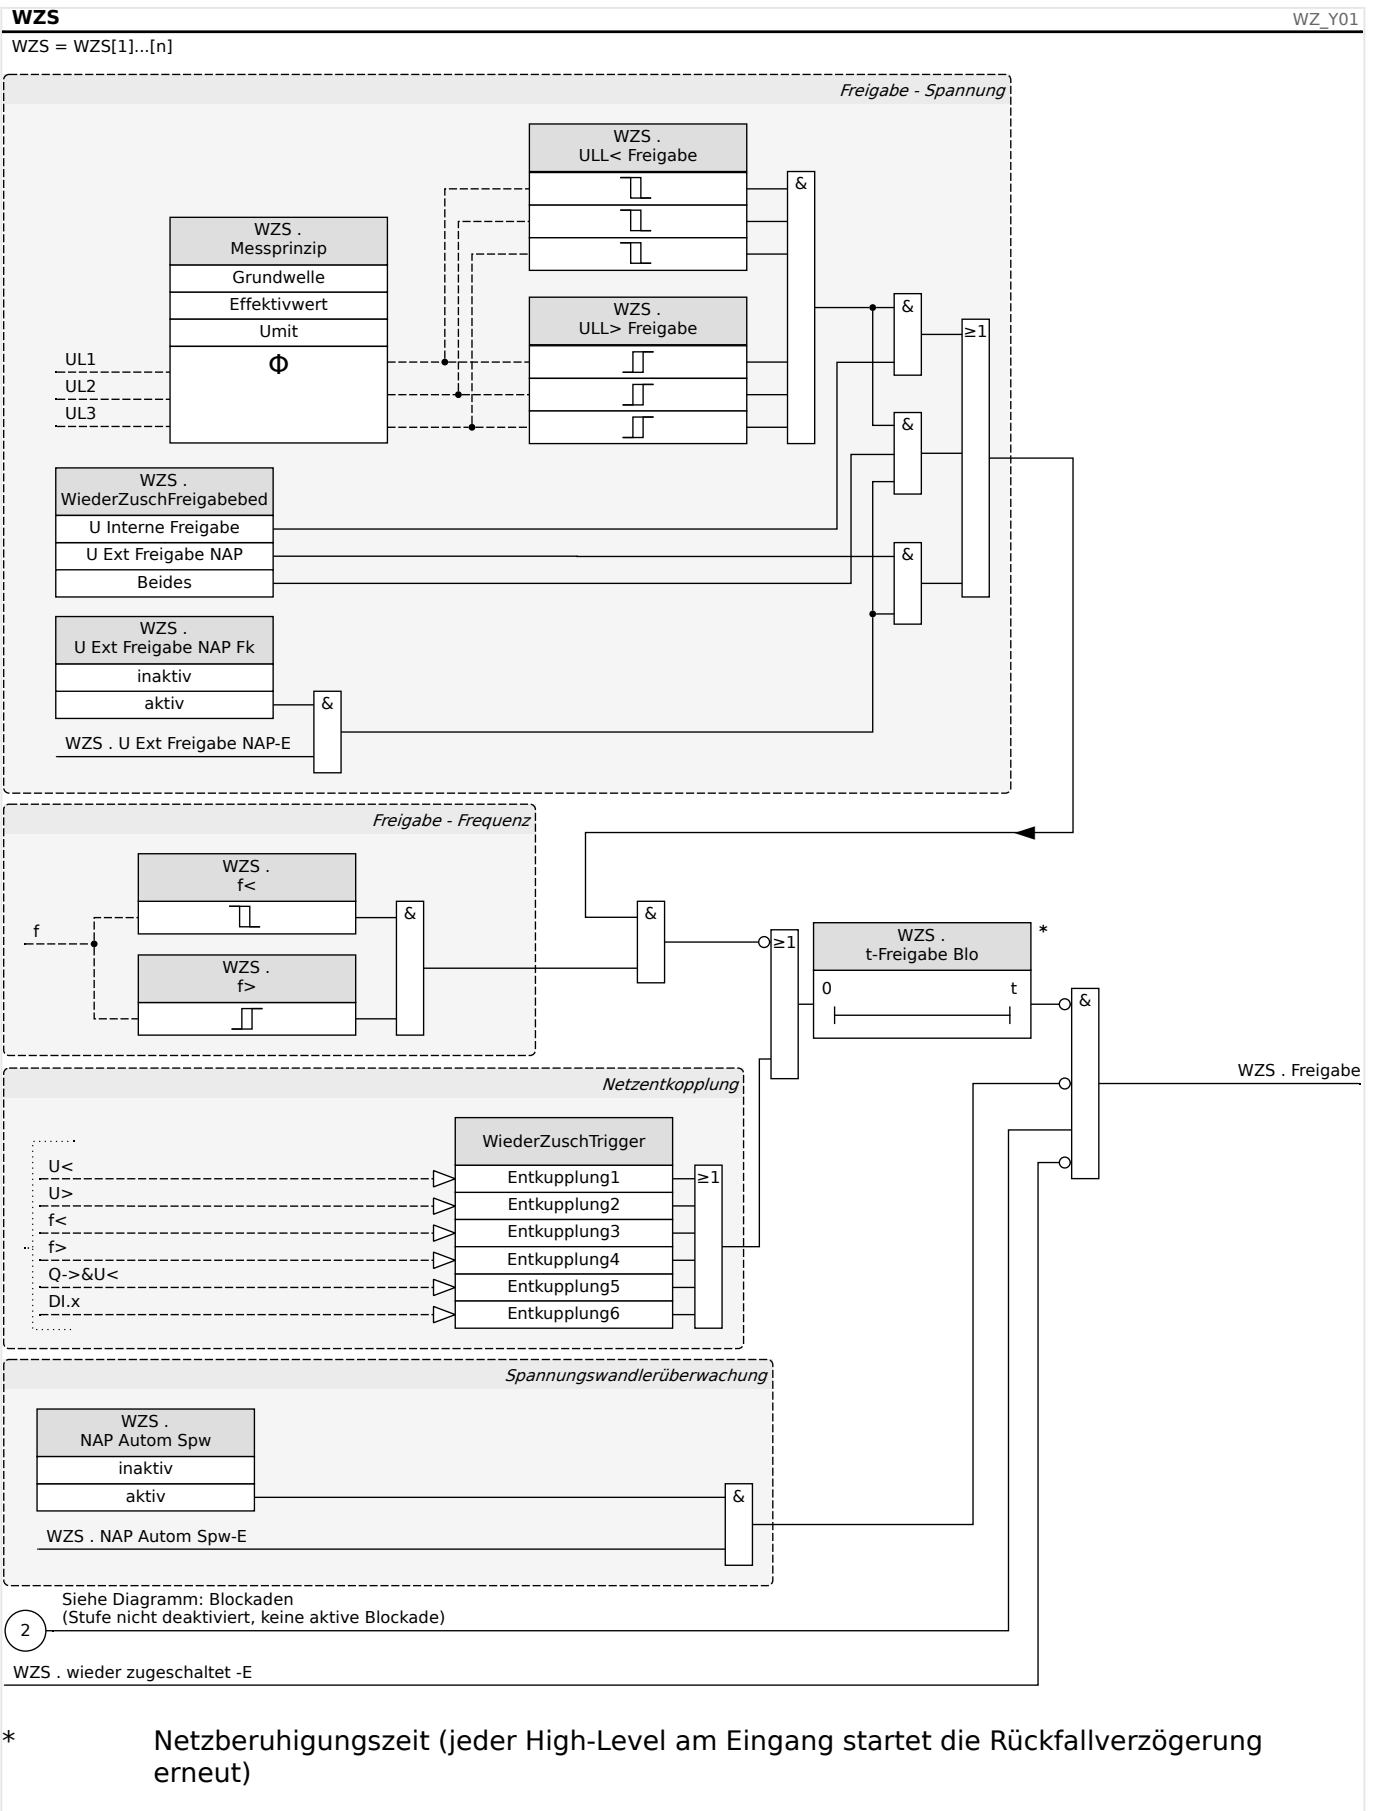 WZS
WZ_Y01
WZS = WZS[1]...[n]
Freigabe - Spannung
WZS .
ULL< Freigabe
&
WZS .
Messprinzip
Grundwelle
Effektivwert
Umit
Φ
UL1
UL2
UL3
WZS .
ULL> Freigabe
&
≥1
&
WZS .
WiederZuschFreigabebed
U Interne Freigabe
U Ext Freigabe NAP
Beides
&
WZS .
U Ext Freigabe NAP Fk
inaktiv
aktiv
&
WZS . U Ext Freigabe NAP-E
Freigabe - Frequenz
WZS .
f<
&
f
WZS .
f>
&
≥1
WZS .
t-Freigabe Blo
*
0
t
&
WZS . Freigabe
Netzentkopplung
WiederZuschTrigger
U<
Entkupplung1
≥1
U>
Entkupplung2
f<
Entkupplung3
f>
Entkupplung4
Q->&U<
Entkupplung5
DI.x
Entkupplung6
Spannungswandlerüberwachung
WZS .
NAP Autom Spw
inaktiv
aktiv
&
WZS . NAP Autom Spw-E
Siehe Diagramm: Blockaden
(Stufe nicht deaktiviert, keine aktive Blockade)
2
WZS . wieder zugeschaltet -E
* Netzberuhigungszeit (jeder High-Level am Eingang startet die Rückfallverzögerung
erneut)